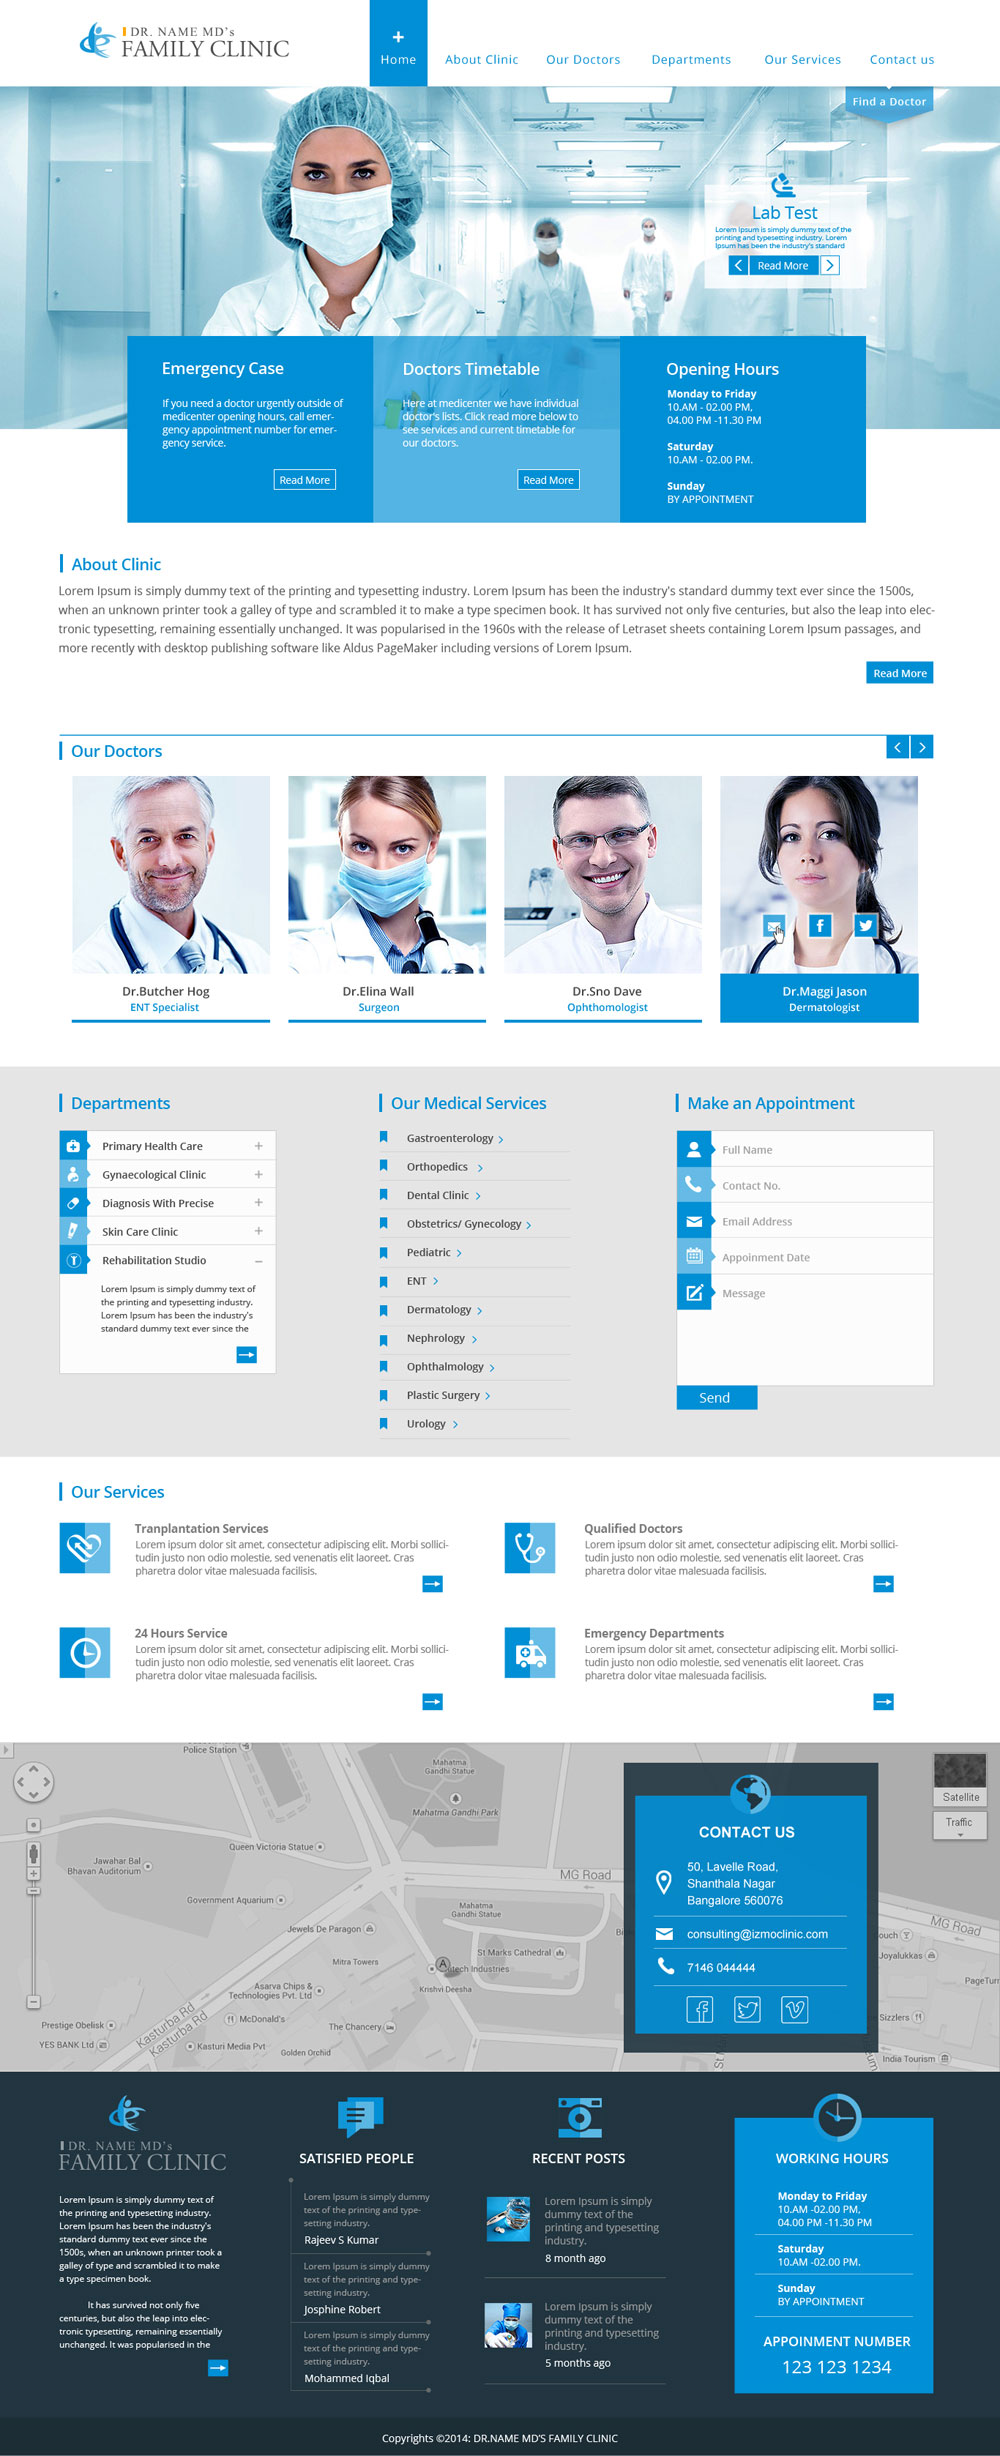 DR. NAME MD's
FAMILY CLINIC
+
Home
About Clinic
Our Doctors
Departments
Our Services
Contact us
Find a Doctor
Lab Test
Lorem Ipsum is simply dummy text of the
printing and typesetting industry. Lorem
Ipsum has been the industry's standard
Read More
Emergency Case
If you need a doctor urgently outside of
medicenter opening hours, call emer-
gency appointment number for emer-
gency service.
Read More
Doctors Timetable
Here at medicenter we have individual
doctor's lists. Click read more below to
see services and current timetable for
our doctors.
Read More
Opening Hours
Monday to Friday
10.AM - 02.00 PM,
04.00 PM -11.30 PM
Saturday
10.AM - 02.00 PM.
Sunday
BY APPOINTMENT
About Clinic
Lorem Ipsum is simply dummy text of the printing and typesetting industry. Lorem Ipsum has been the industry's standard dummy text ever since the 1500s,
when an unknown printer took a galley of type and scrambled it to make a type specimen book. It has survived not only five centuries, but also the leap into elec-
tronic typesetting, remaining essentially unchanged. It was popularised in the 1960s with the release of Letraset sheets containing Lorem Ipsum passages, and
more recently with desktop publishing software like Aldus PageMaker including versions of Lorem Ipsum.
Read More
Our Doctors
Dr.Butcher Hog
ENT Specialist
Dr.Elina Wall
Surgeon
Dr.Sno Dave
Ophthomologist
Dr.Maggi Jason
Dermatologist
Departments
Primary Health Care
Gynaecological Clinic
Diagnosis With Precise
Skin Care Clinic
Rehabilitation Studio
Lorem Ipsum is simply dummy text of
the printing and typesetting industry.
Lorem Ipsum has been the industry's
standard dummy text ever since the
Our Medical Services
Gastroenterology
Orthopedics
Dental Clinic
Obstetrics/ Gynecology
Pediatric
ENT
Dermatology
Nephrology
Ophthalmology
Plastic Surgery
Urology
Make an Appointment
Full Name
Contact No.
Email Address
Appoinment Date
Message
Send
Our Services
Tranplantation Services
Lorem ipsum dolor sit amet, consectetur adipiscing elit. Morbi sollici-
tudin justo non odio molestie, sed venenatis elit laoreet. Cras
pharetra dolor vitae malesuada facilisis.
Qualified Doctors
Lorem ipsum dolor sit amet, consectetur adipiscing elit. Morbi sollici-
tudin justo non odio molestie, sed venenatis elit laoreet. Cras
pharetra dolor vitae malesuada facilisis.
24 Hours Service
Lorem ipsum dolor sit amet, consectetur adipiscing elit. Morbi sollici-
tudin justo non odio molestie, sed venenatis elit laoreet. Cras
pharetra dolor vitae malesuada facilisis.
Emergency Departments
Lorem ipsum dolor sit amet, consectetur adipiscing elit. Morbi sollici-
tudin justo non odio molestie, sed venenatis elit laoreet. Cras
pharetra dolor vitae malesuada facilisis.
Police Station
Mahatma
Gandhi Statue
Mahatma Gandhi Park
Queen Victoria Statue
Jawahar Bal
Bhavan Auditorium
Government Aquarium
MG Road
Mahatma
Gandhi Statue
Jewels De Paragon
St Marks Cathedral
Mitra Towers
A
Krishvi Deesha
Asarva Chips &
Technologies Pvt. Ltd
McDonald's
Prestige Obelisk
Kasturba Rd
Kasturba Rd
The Chancery
YES BANK Ltd
Kasturi Media Pvt
Golden Orchid
Satellite
Traffic
MG Road
Joyalukkas
PageTurn
Sizzlers
India Tourism
CONTACT US
50, Lavelle Road,
Shanthala Nagar
Bangalore 560076
consulting@izmoclinic.com
7146 044444
DR. NAME MD's
FAMILY CLINIC
Lorem Ipsum is simply dummy text of
the printing and typesetting industry.
Lorem Ipsum has been the industry's
standard dummy text ever since the
1500s, when an unknown printer took a
galley of type and scrambled it to make
a type specimen book.
It has survived not only five
centuries, but also the leap into elec-
tronic typesetting, remaining essentially
unchanged. It was popularised in the
SATISFIED PEOPLE
Lorem Ipsum is simply dummy
text of the printing and type-
setting industry.
Rajeev S Kumar
Lorem Ipsum is simply dummy
text of the printing and type-
setting industry.
Josphine Robert
Lorem Ipsum is simply dummy
text of the printing and type-
setting industry.
Mohammed Iqbal
RECENT POSTS
Lorem Ipsum is simply
dummy text of the
printing and typesetting
industry.
8 month ago
Lorem Ipsum is simply
dummy text of the
printing and typesetting
industry.
5 months ago
WORKING HOURS
Monday to Friday
10.AM -02.00 PM,
04.00 PM -11.30 PM
Saturday
10.AM -02.00 PM.
Sunday
BY APPOINTMENT
APPOINMENT NUMBER
123 123 1234
Copyrights ©2014: DR.NAME MD'S FAMILY CLINIC